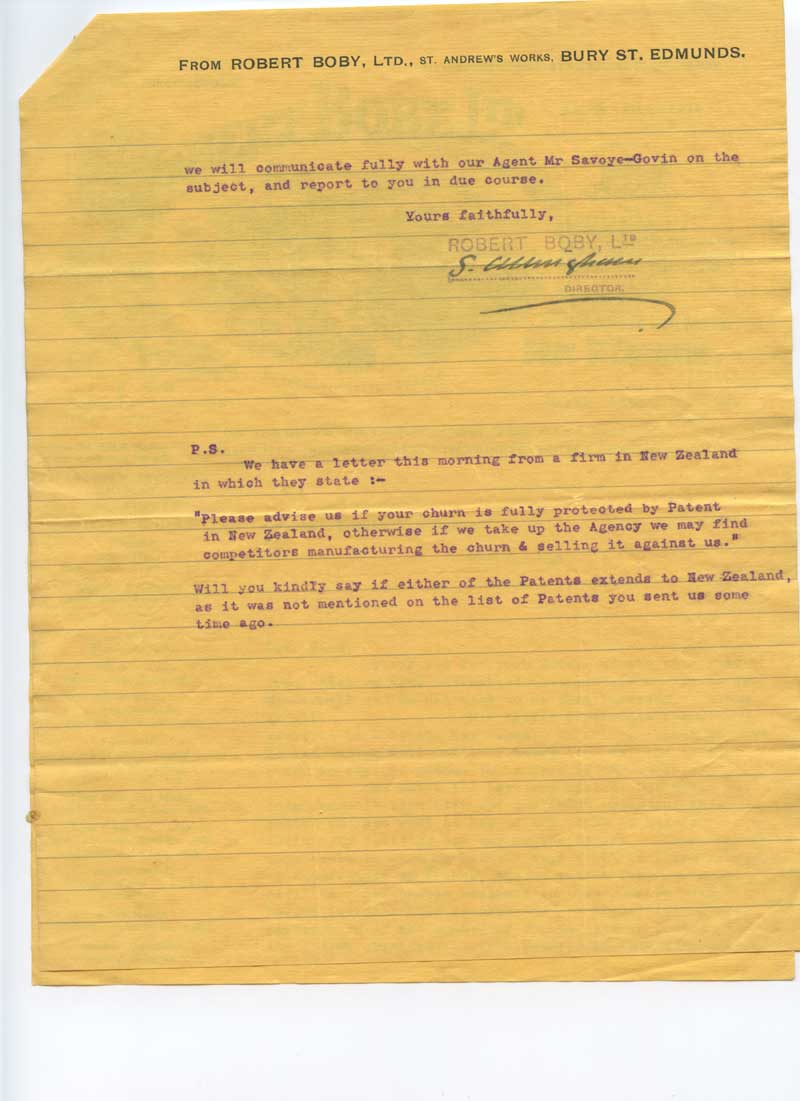 FROM ROBERT BOBY, LTD., ST. ANDREW'S WORKS, BURY ST. EDMUNDS.
we will communicate fully with our Agent Mr Savoye-Govin on the
subject, and report to you in due course.
Yours faithfully,
ROBERT BOBY, LTD
S. Allingham
DIRECTOR.
P.S.
We have a letter this morning from a firm in New Zealand
in which they state :-
"Please advise us if your churn is fully protected by Patent
in New Zealand, otherwise if we take up the Agency we may find
competitors manufacturing the churn & selling it against us."
Will you kindly say if either of the Patents extends to New Zealand,
as it was not mentioned on the list of Patents you sent us some
time ago.